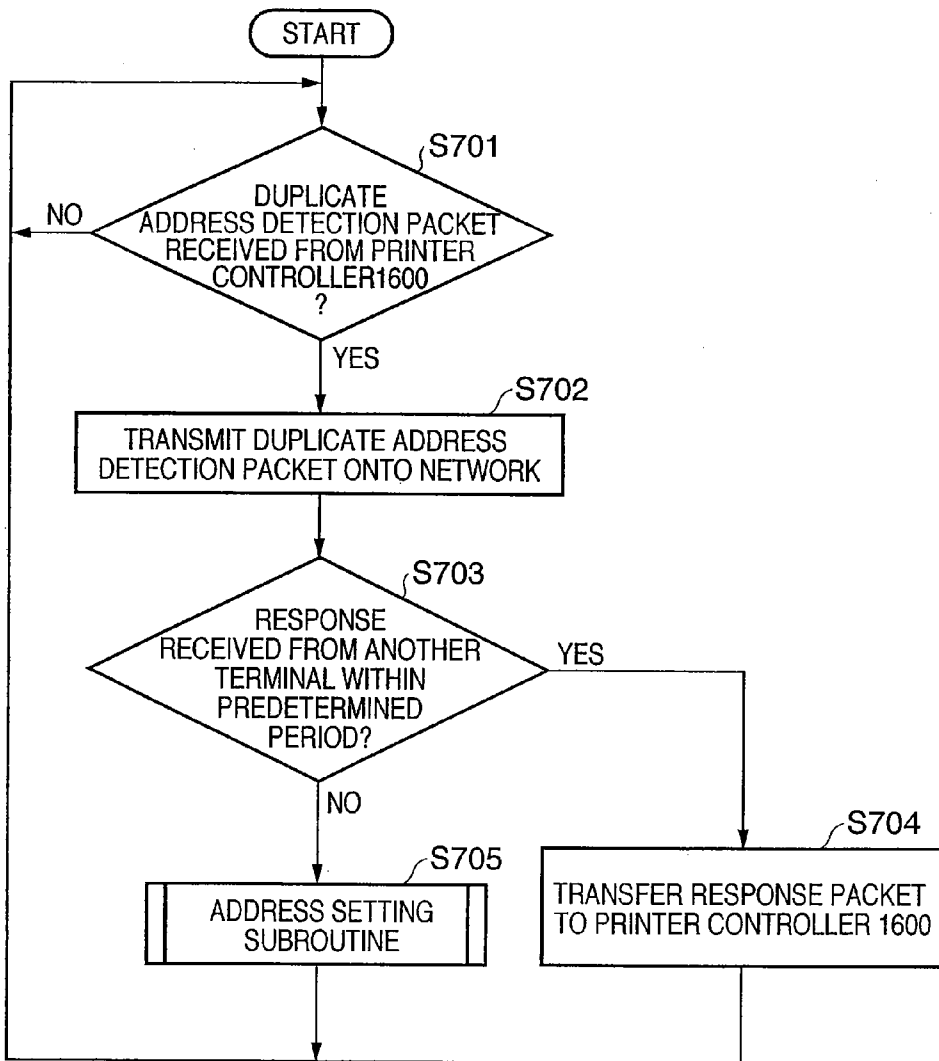 START
S701
DUPLICATE
ADDRESS DETECTION PACKET
RECEIVED FROM PRINTER
CONTROLLER1600
?
NO
YES
S702
TRANSMIT DUPLICATE ADDRESS
DETECTION PACKET ONTO NETWORK
S703
RESPONSE
RECEIVED FROM ANOTHER
TERMINAL WITHIN
PREDETERMINED
PERIOD?
YES
NO
S704
TRANSFER RESPONSE PACKET
TO PRINTER CONTROLLER 1600
S705
ADDRESS SETTING
SUBROUTINE